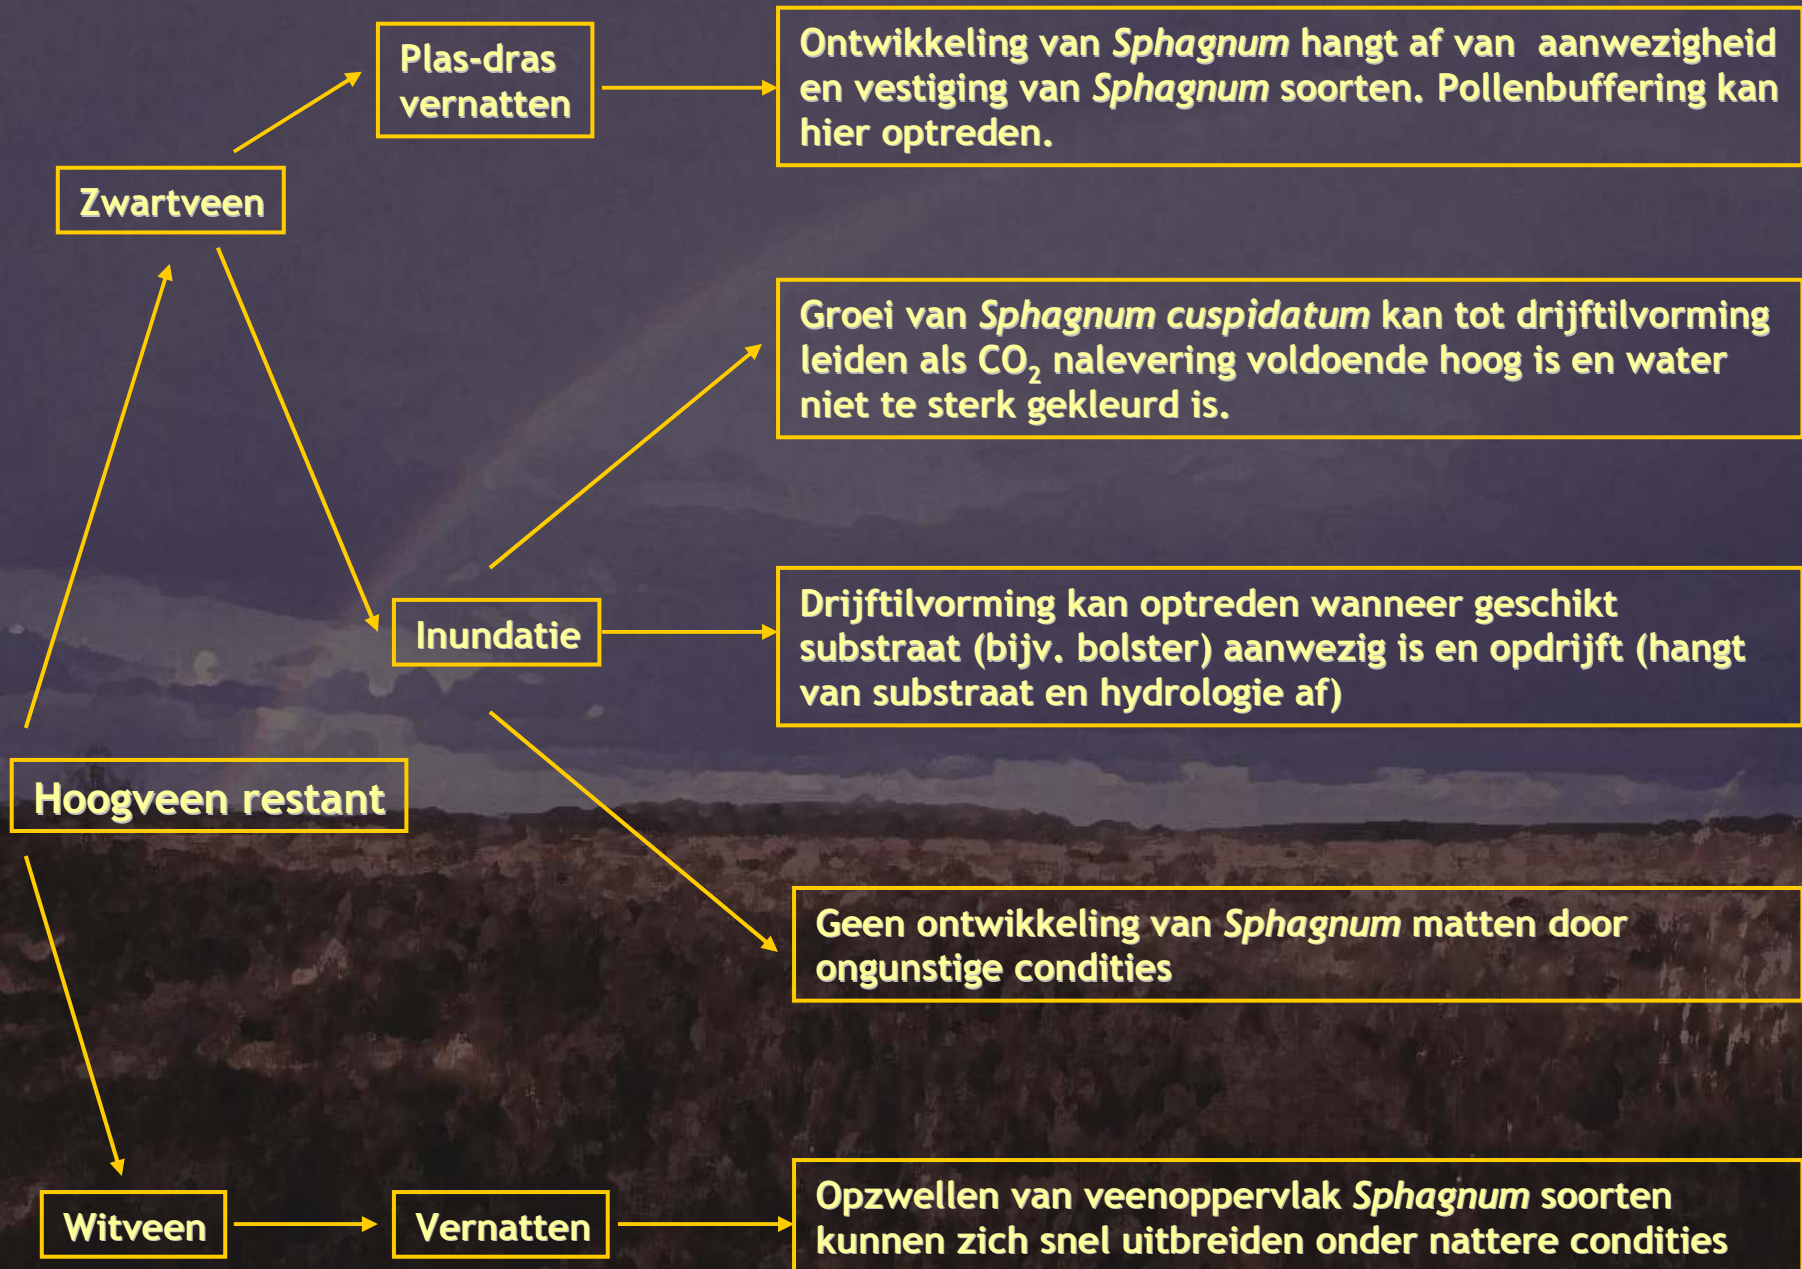 Plas-dras
vernatten
Ontwikkeling van Sphagnum hangt af van aanwezigheid
en vestiging van Sphagnum soorten. Pollenbuffering kan
hier optreden.
Zwartveen
Groei van Sphagnum cuspidatum kan tot drijftilvorming
leiden als CO₂ nalevering voldoende hoog is en water
niet te sterk gekleurd is.
Inundatie
Drijftilvorming kan optreden wanneer geschikt
substraat (bijv. bolster) aanwezig is en opdrijft (hangt
van substraat en hydrologie af)
Hoogveen restant
Geen ontwikkeling van Sphagnum matten door
ongunstige condities
Witveen
Vernatten
Opzwellen van veenoppervlak Sphagnum soorten
kunnen zich snel uitbreiden onder nattere condities